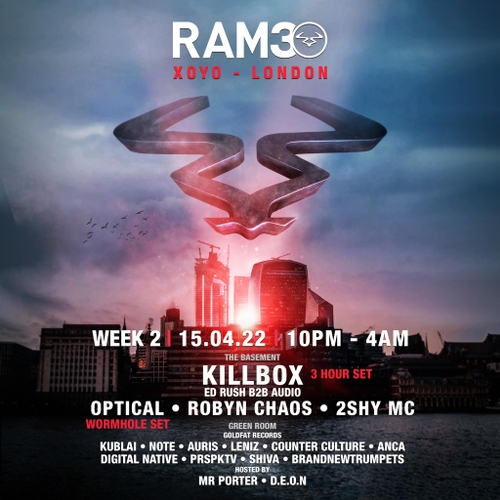 RAM30
XOYO - LONDON
WEEK 2 | 15.04.22 | 10PM - 4AM
THE BASEMENT
KILLBOX 3 HOUR SET
ED RUSH B2B AUDIO
OPTICAL • ROBYN CHAOS • 2SHY MC
WORMHOLE SET
GREEN ROOM
GOLDFAT RECORDS
KUBLAI • NOTE • AURIS • LENIZ • COUNTER CULTURE • ANCA
DIGITAL NATIVE • PRSPKTV • SHIVA • BRANDNEWTRUMPETS
HOSTED BY
MR PORTER • D.E.O.N